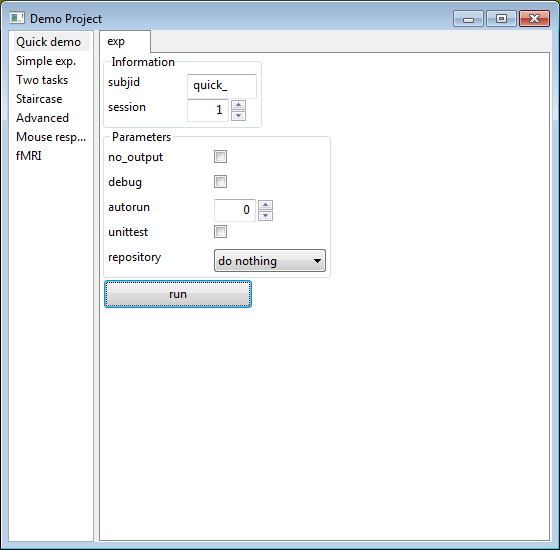 Demo Project
Quick demo
Simple exp.
Two tasks
Staircase
Advanced
Mouse resp...
fMRI
exp
Information
subjid quick_
session 1
Parameters
no_output
debug
autorun 0
unittest
repository do nothing
run